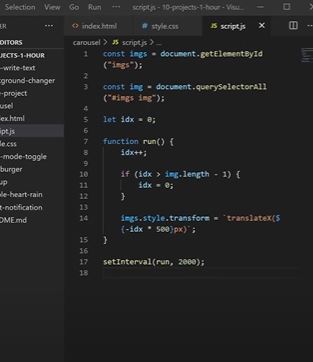 Selection View Go Run ... script.js - 10-projects-1-hour - Visu...
index.html # style.css JS script.js
carousel > JS script.js > ...
EDITORS
JECTS-1-HOUR
-write-text
ground-changer
e-project
usel
ex.html
ipt.js
le.css
-mode-toggle
burger
up
le-heart-rain
t-notification
DME.md
1 const imgs = document.getElementById
("imgs");
2
3 const img = document.querySelectorAll
("#imgs img");
4
5 let idx = 0;
6
7 function run() {
8 idx++;
9
10 if (idx > img.length - 1) {
11 idx = 0;
12 }
13
14 imgs.style.transform = `translateX($
{-idx * 500}px)`;
15 }
16
17 setInterval(run, 2000);
18